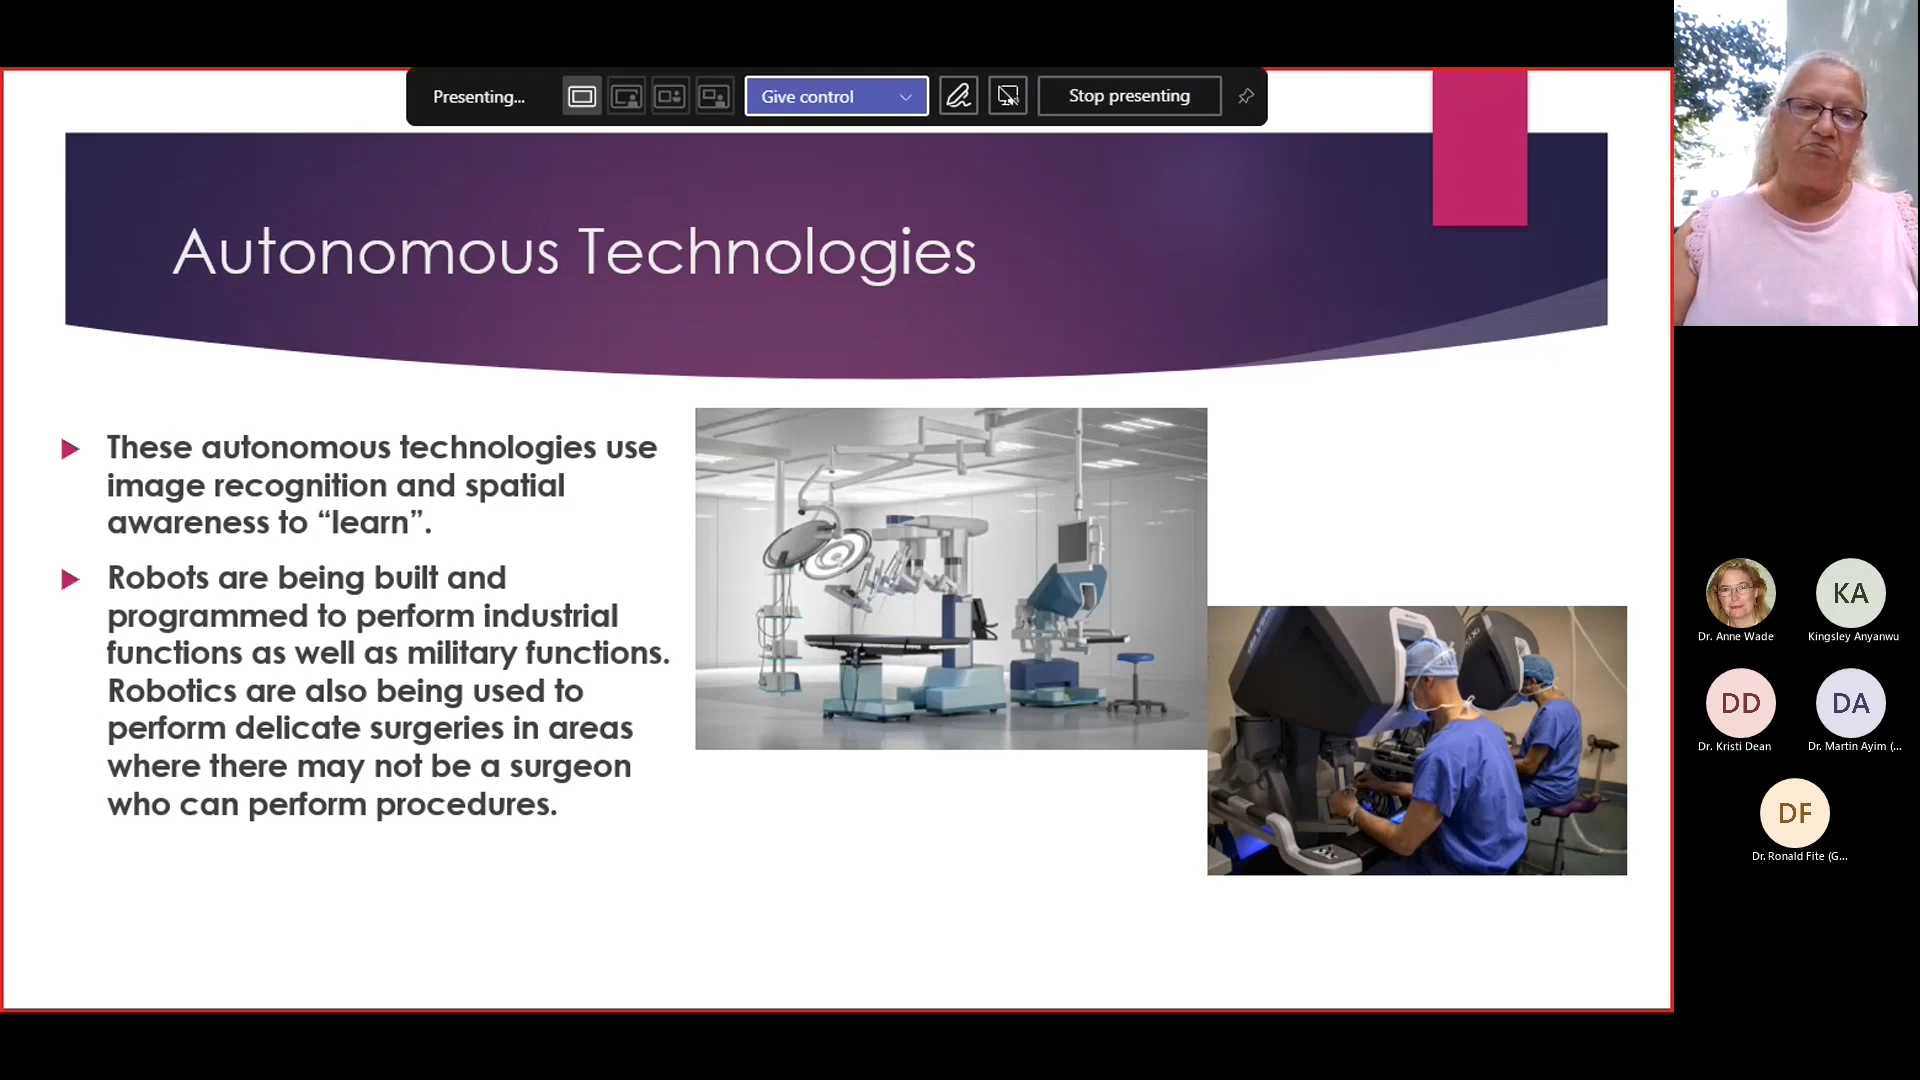 Presenting...
Give control
Stop presenting
Autonomous Technologies
These autonomous technologies use
image recognition and spatial
awareness to “learn”.
Robots are being built and
programmed to perform industrial
functions as well as military functions.
Robotics are also being used to
perform delicate surgeries in areas
where there may not be a surgeon
who can perform procedures.
Dr. Anne Wade
KA
Kingsley Anyanwu
DD
Dr. Kristi Dean
DA
Dr. Martin Ayim (...
DF
Dr. Ronald Fite (G...